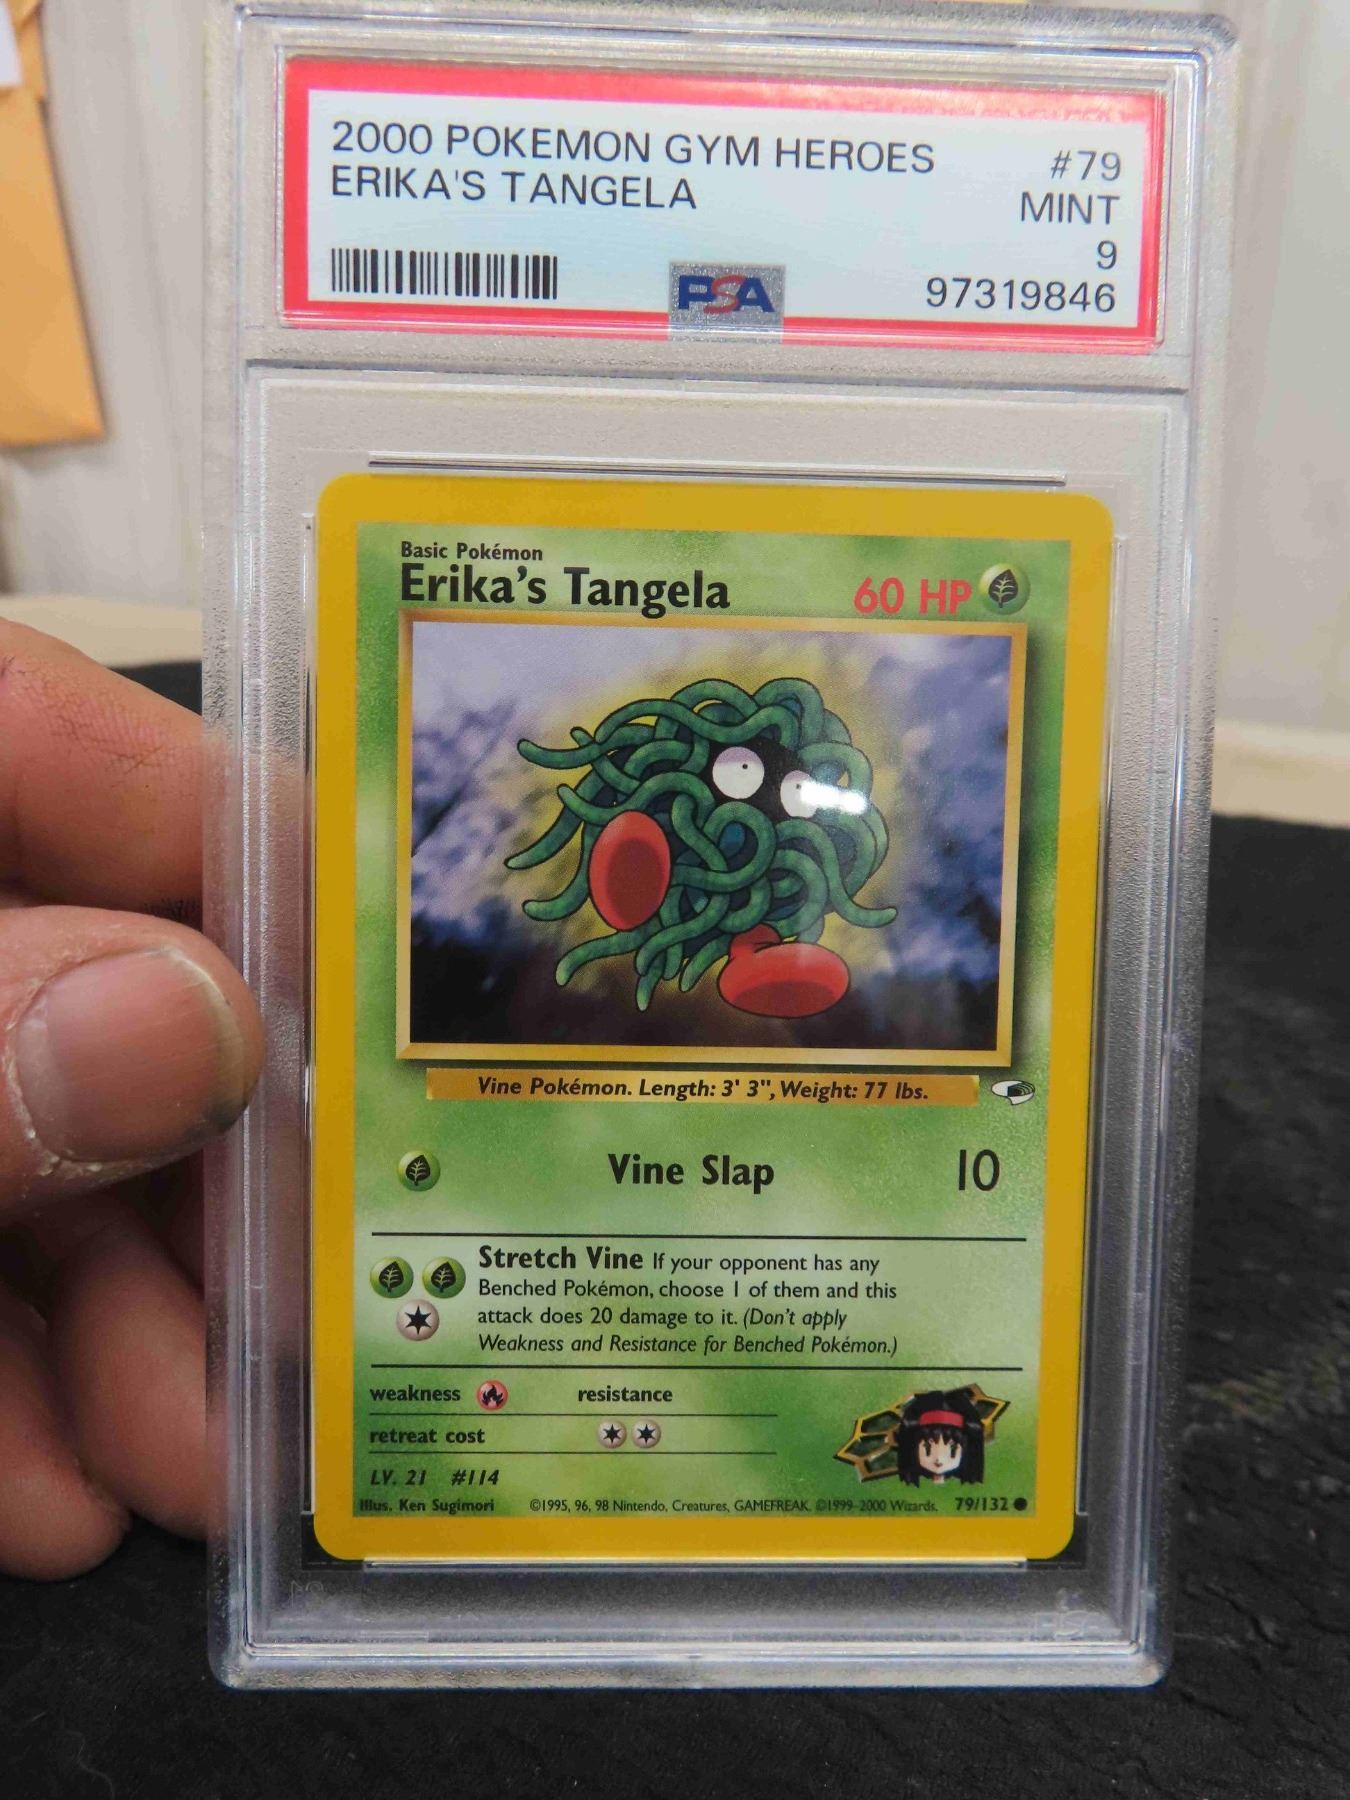 2000 POKEMON GYM HEROES #79
ERIKA'S TANGELA MINT
9
PSA 97319846
Basic Pokémon
Erika's Tangela 60 HP
Vine Pokémon. Length: 3' 3", Weight: 77 lbs.
Vine Slap 10
Stretch Vine If your opponent has any
Benched Pokémon, choose 1 of them and this
attack does 20 damage to it. (Don't apply
Weakness and Resistance for Benched Pokémon.)
weakness resistance
retreat cost
LV. 21 #114
Illus. Ken Sugimori ©1995, 96, 98 Nintendo, Creatures, GAMEFREAK. ©1999-2000 Wizards. 79/132